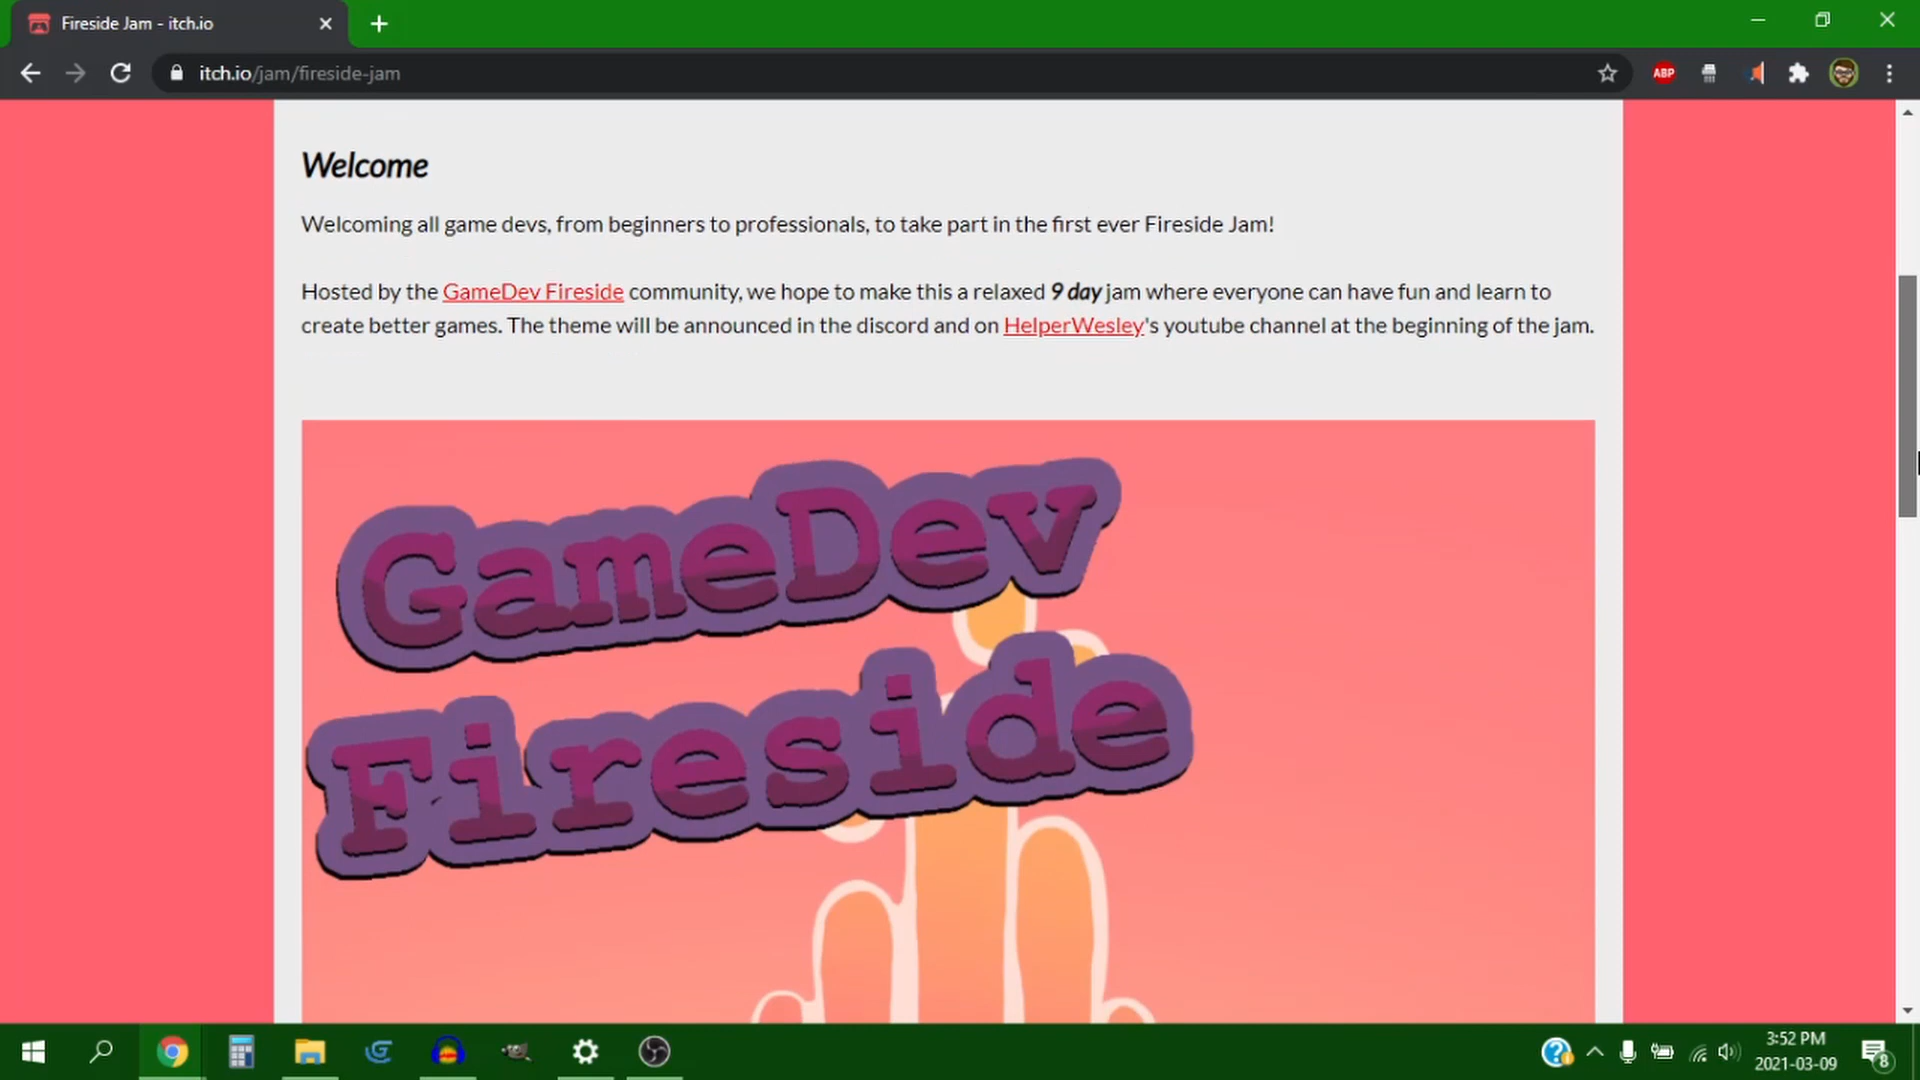 Fireside Jam - itch.io
itch.io/jam/fireside-jam
ABP
Welcome
Welcoming all game devs, from beginners to professionals, to take part in the first ever Fireside Jam!
Hosted by the GameDev Fireside community, we hope to make this a relaxed 9 day jam where everyone can have fun and learn to
create better games. The theme will be announced in the discord and on HelperWesley's youtube channel at the beginning of the jam.
GameDev
Fireside
3:52 PM
2021-03-09
8